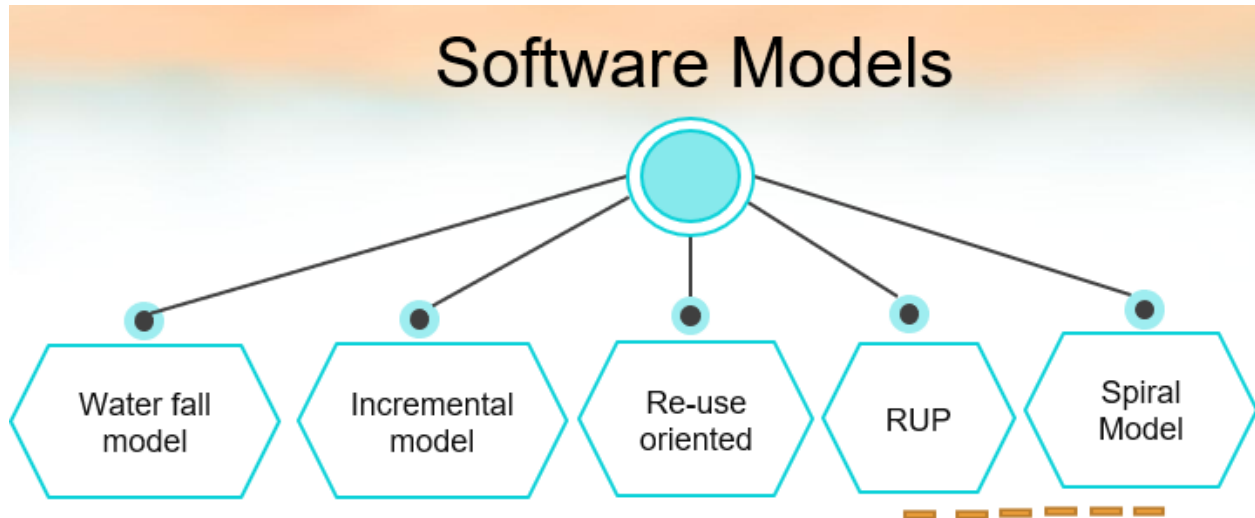 Software Models
Water fall
model
Incremental
model
Re-use
oriented
RUP
Spiral
Model